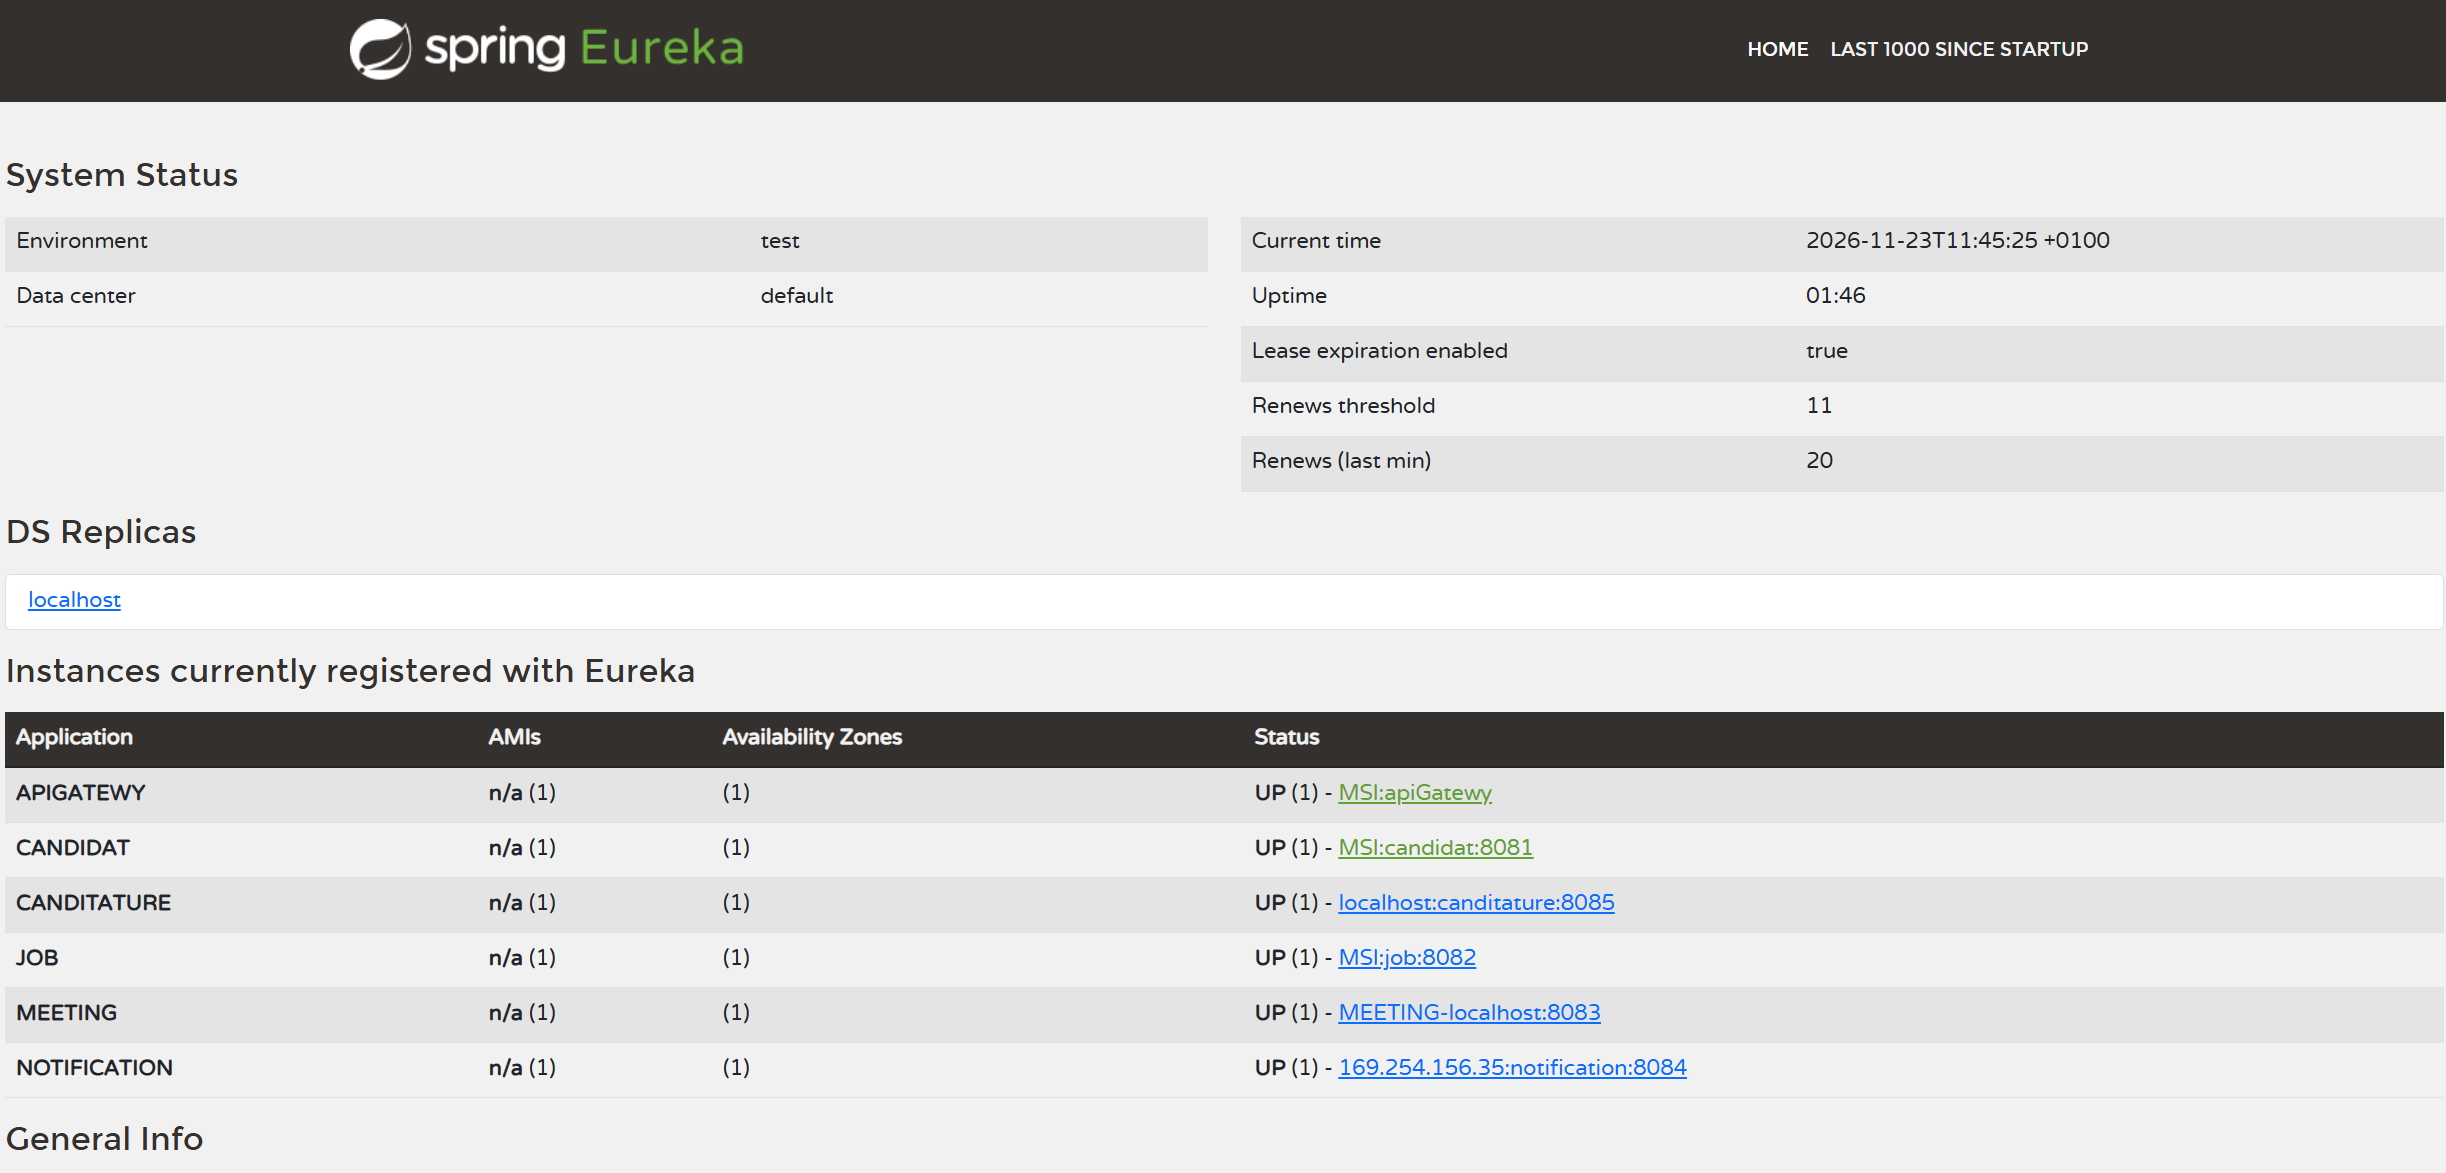 spring Eureka
HOME LAST 1000 SINCE STARTUP
System Status
Environment test
Data center default
Current time 2026-11-23T11:45:25 +0100
Uptime 01:46
Lease expiration enabled true
Renews threshold 11
Renews (last min) 20
DS Replicas
localhost
Instances currently registered with Eureka
Application AMIs Availability Zones Status
APIGATEWY n/a (1) (1) UP (1) - MSI:apiGatewy
CANDIDAT n/a (1) (1) UP (1) - MSI:candidat:8081
CANDITATURE n/a (1) (1) UP (1) - localhost:canditature:8085
JOB n/a (1) (1) UP (1) - MSI:job:8082
MEETING n/a (1) (1) UP (1) - MEETING-localhost:8083
NOTIFICATION n/a (1) (1) UP (1) - 169.254.156.35:notification:8084
General Info